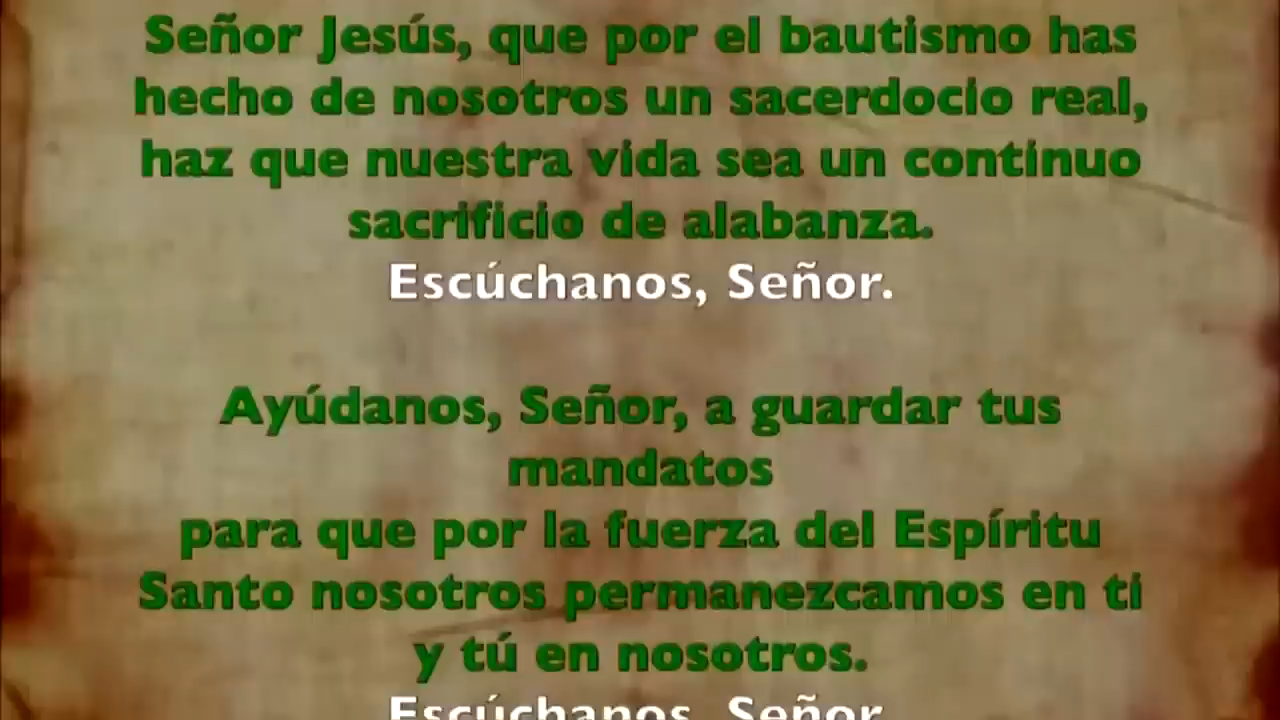 Señor Jesús, que por el bautismo has
hecho de nosotros un sacerdocio real,
haz que nuestra vida sea un continuo
sacrificio de alabanza.
Escúchanos, Señor.
Ayúdanos, Señor, a guardar tus
mandatos
para que por la fuerza del Espíritu
Santo nosotros permanezcamos en ti
y tú en nosotros.
Escúchanos, Señor.